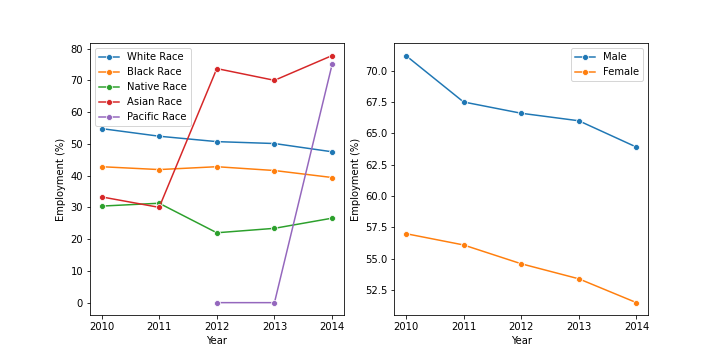 80
70
60
50
40
30
20
10
0
Employment (%)
White Race
Black Race
Native Race
Asian Race
Pacific Race
2010 2011 2012 2013 2014
Year
70.0
67.5
65.0
62.5
60.0
57.5
55.0
52.5
Employment (%)
Male
Female
2010 2011 2012 2013 2014
Year